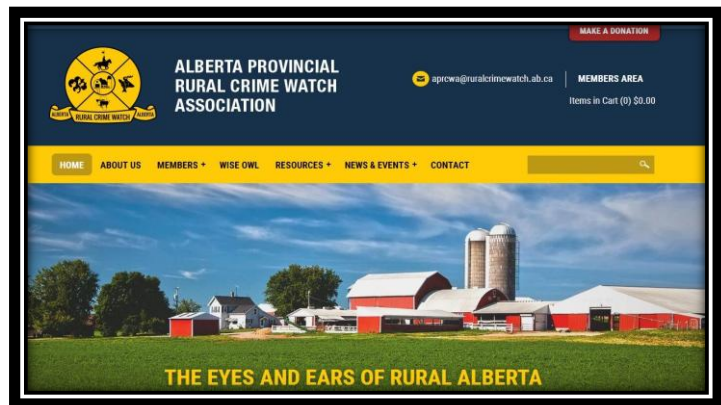 MAKE A DONATION
ALBERTA PROVINCIAL
RURAL CRIME WATCH
ASSOCIATION
aprcwa@ruralcrimewatch.ab.ca
MEMBERS AREA
Items in Cart (0) $0.00
ALBERTA RURAL CRIME WATCH ALBERTA
HOME ABOUT US MEMBERS + WISE OWL RESOURCES + NEWS & EVENTS + CONTACT
THE EYES AND EARS OF RURAL ALBERTA